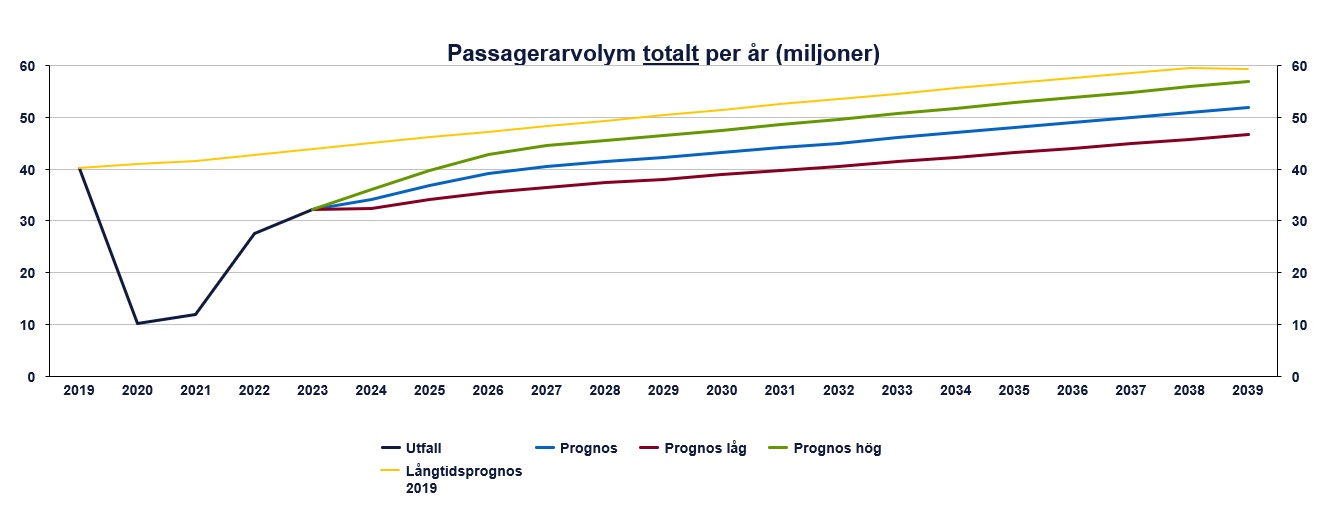 Passagerarvolym totalt per år (miljoner)
60 60
50 50
40 40
30 30
20 20
10 10
0 0
2019 2020 2021 2022 2023 2024 2025 2026 2027 2028 2029 2030 2031 2032 2033 2034 2035 2036 2037 2038 2039
Utfall Prognos Prognos låg Prognos hög
Långtidsprognos
2019